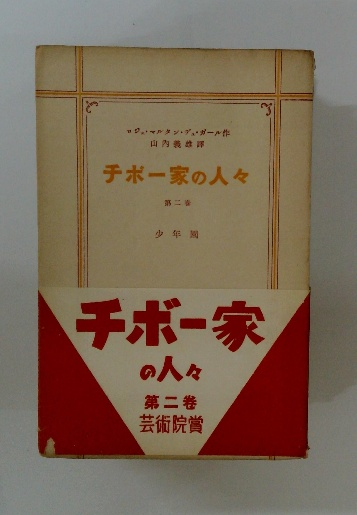 ロジェ・マルタン・デュ・ガール作
山内義雄譯
チボー家の人々
第二巻
少年園
チボー家
の人々
第二巻
芸術院賞